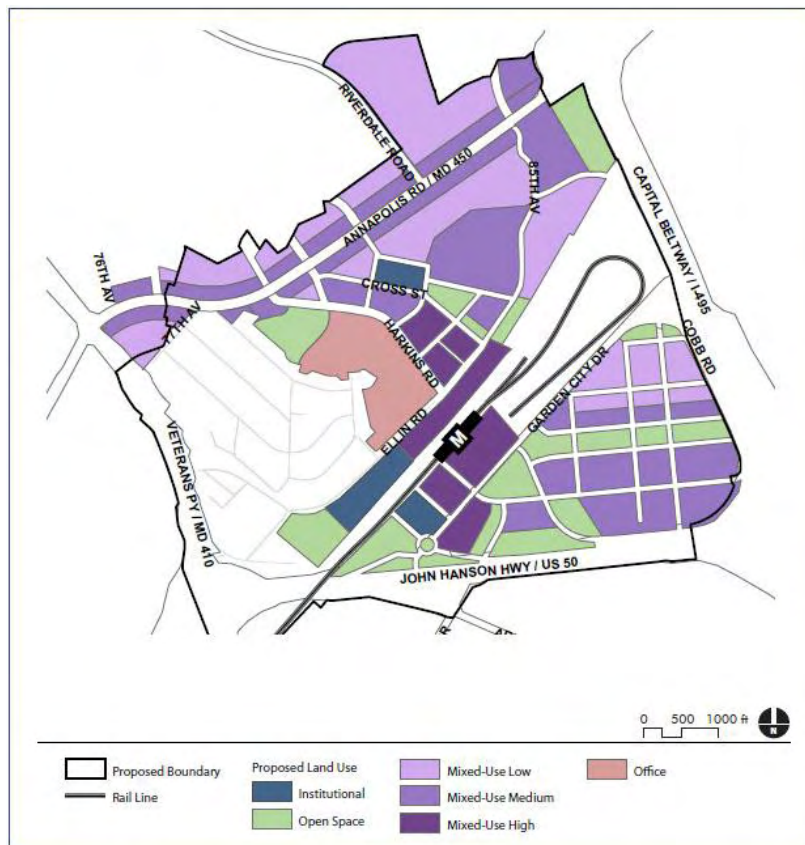 RIVERDALE ROAD
ANNAPOLIS RD / MD 450
85TH AV
CAPITAL BELTWAY / I-495
76TH AV
77TH AV
CROSS ST
HARKINS RD
GARDEN CITY DR
COBB RD
ELLIN RD
M
VETERANS PY / MD 410
JOHN HANSON HWY / US 50
0 500 1000 ft
N
Proposed Boundary
Rail Line
Proposed Land Use
Institutional
Open Space
Mixed-Use Low
Mixed-Use Medium
Mixed-Use High
Office